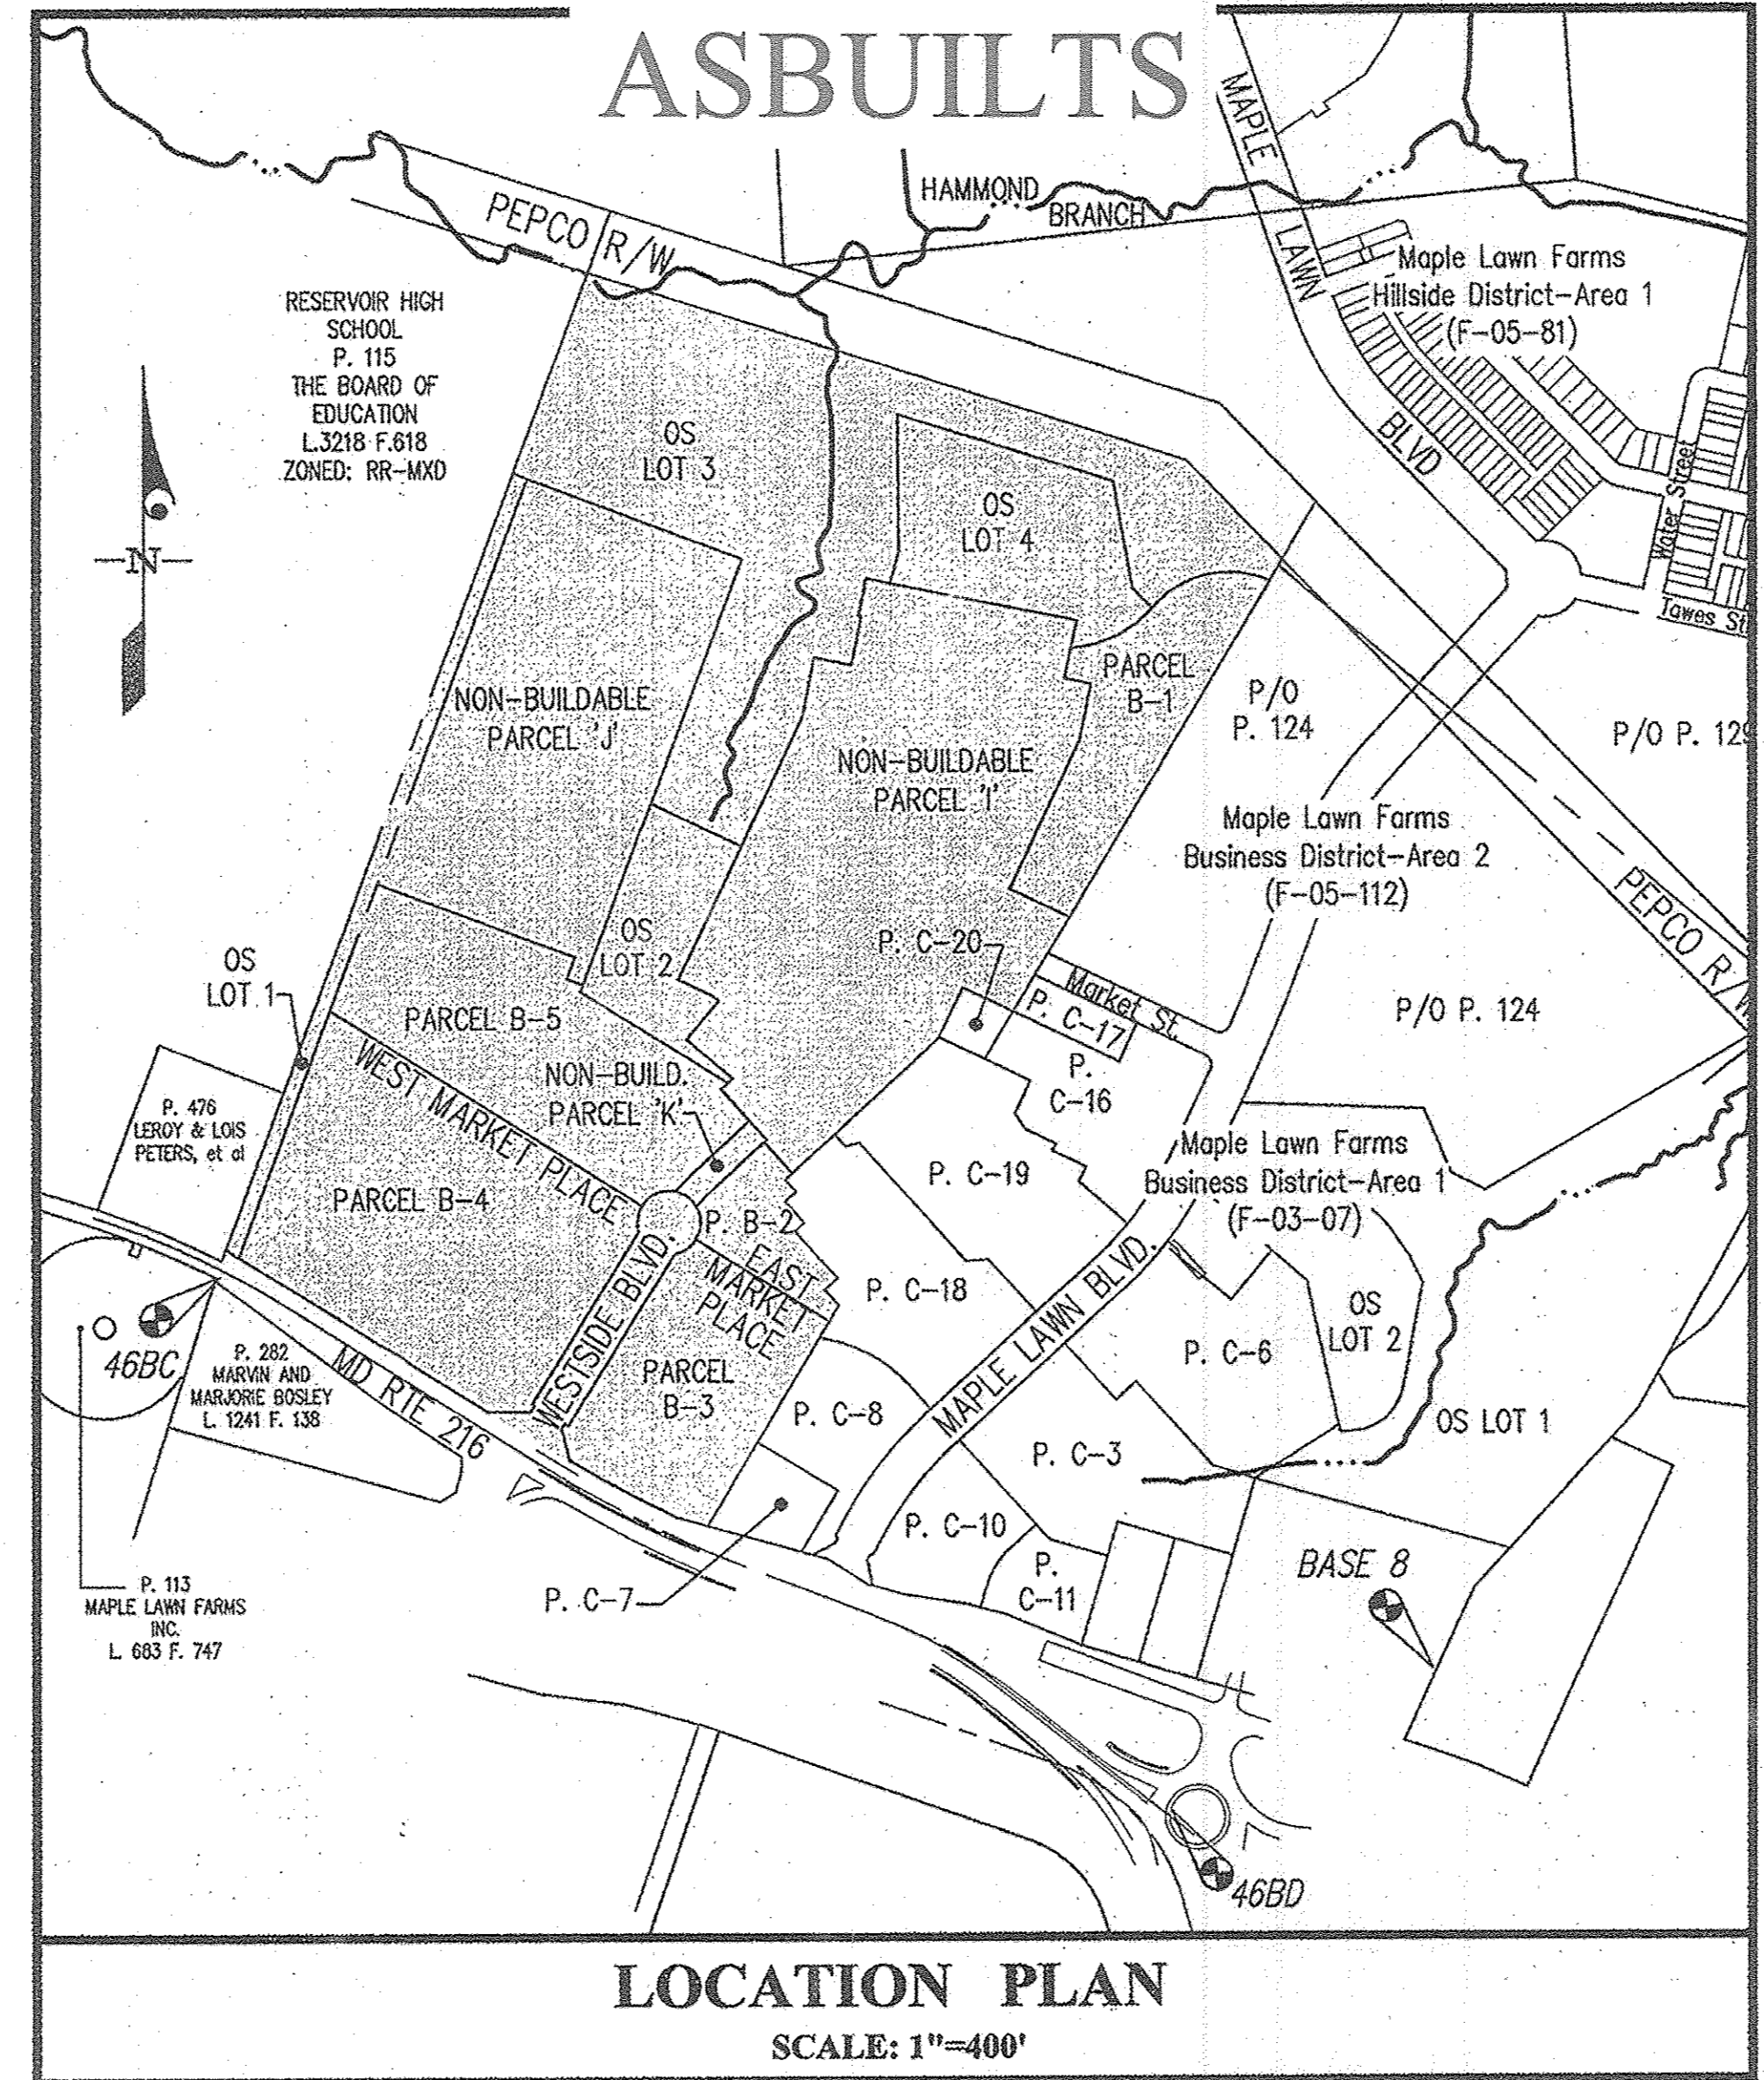 ASBUILTS
MAPLE
LAWN
BLVD
HAMMOND
BRANCH
PEPCO R/W
Maple Lawn Farms
Hillside District-Area 1
(F-05-81)
RESERVOIR HIGH
SCHOOL
P. 115
THE BOARD OF
EDUCATION
L.3218 F.618
ZONED: RR-MXD
OS
LOT 3
OS
LOT 4
Water Street
Tawes St
N
NON-BUILDABLE
PARCEL 'J'
PARCEL
B-1
P/O
P. 124
P/O P. 129
NON-BUILDABLE
PARCEL 'I'
Maple Lawn Farms
Business District-Area 2
(F-05-112)
PEPCO R/W
OS
LOT 2
P. C-20
OS
LOT 1
Market St.
P. C-17
P/O P. 124
PARCEL B-5
WEST MARKET PLACE
NON-BUILD.
PARCEL 'K'
P.
C-16
P. 476
LEROY & LOIS
PETERS, et al
Maple Lawn Farms
Business District-Area 1
(F-03-07)
P. C-19
PARCEL B-4
P. B-2
EAST
MARKET
PLACE
WESTSIDE BLVD.
P. C-18
MAPLE LAWN BLVD.
OS
LOT 2
P. C-6
46BC
P. 282
MARVIN AND
MARJORIE BOSLEY
L. 1241 F. 138
MD RTE 216
PARCEL
B-3
P. C-8
OS LOT 1
P. C-3
P. C-10
P.
C-11
BASE 8
P. C-7
P. 113
MAPLE LAWN FARMS
INC.
L. 683 F. 747
46BD
LOCATION PLAN
SCALE: 1"=400'